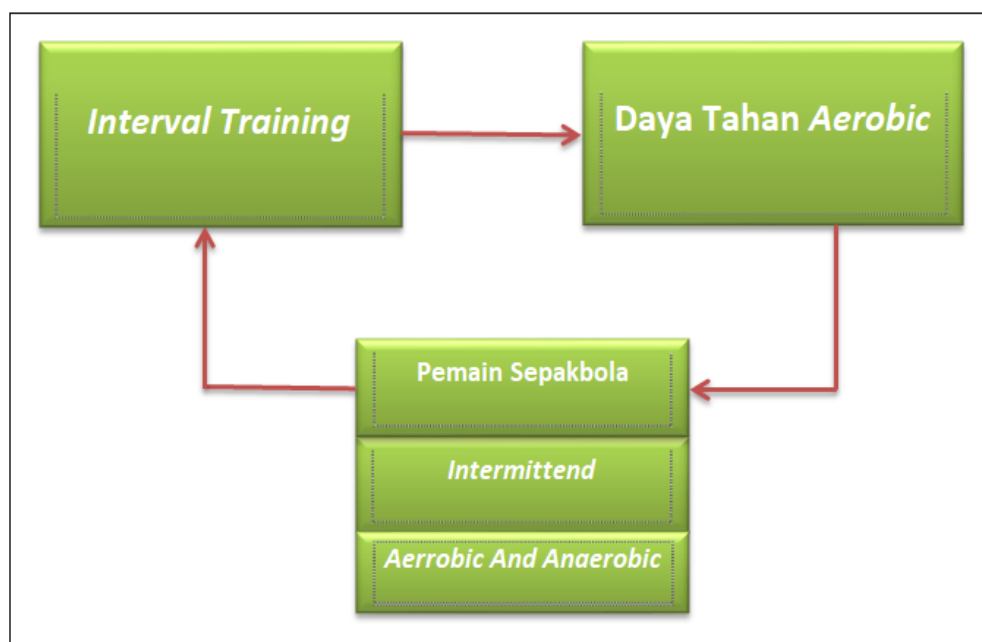 Interval Training
Daya Tahan Aerobic
Pemain Sepakbola
Intermittend
Aerrobic And Anaerobic